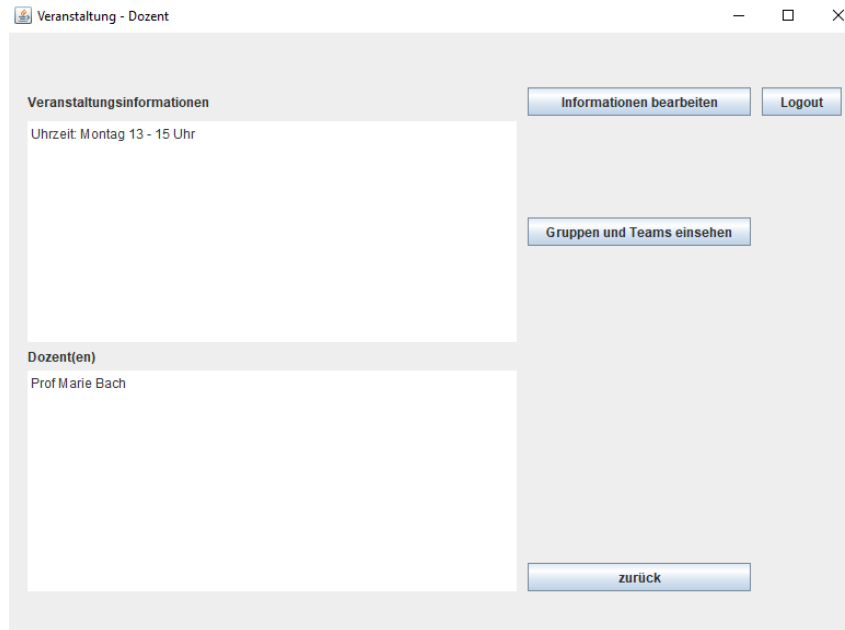 Veranstaltung - Dozent
Veranstaltungsinformationen
Informationen bearbeiten
Logout
Uhrzeit: Montag 13 - 15 Uhr
Gruppen und Teams einsehen
Dozent(en)
Prof Marie Bach
zurück